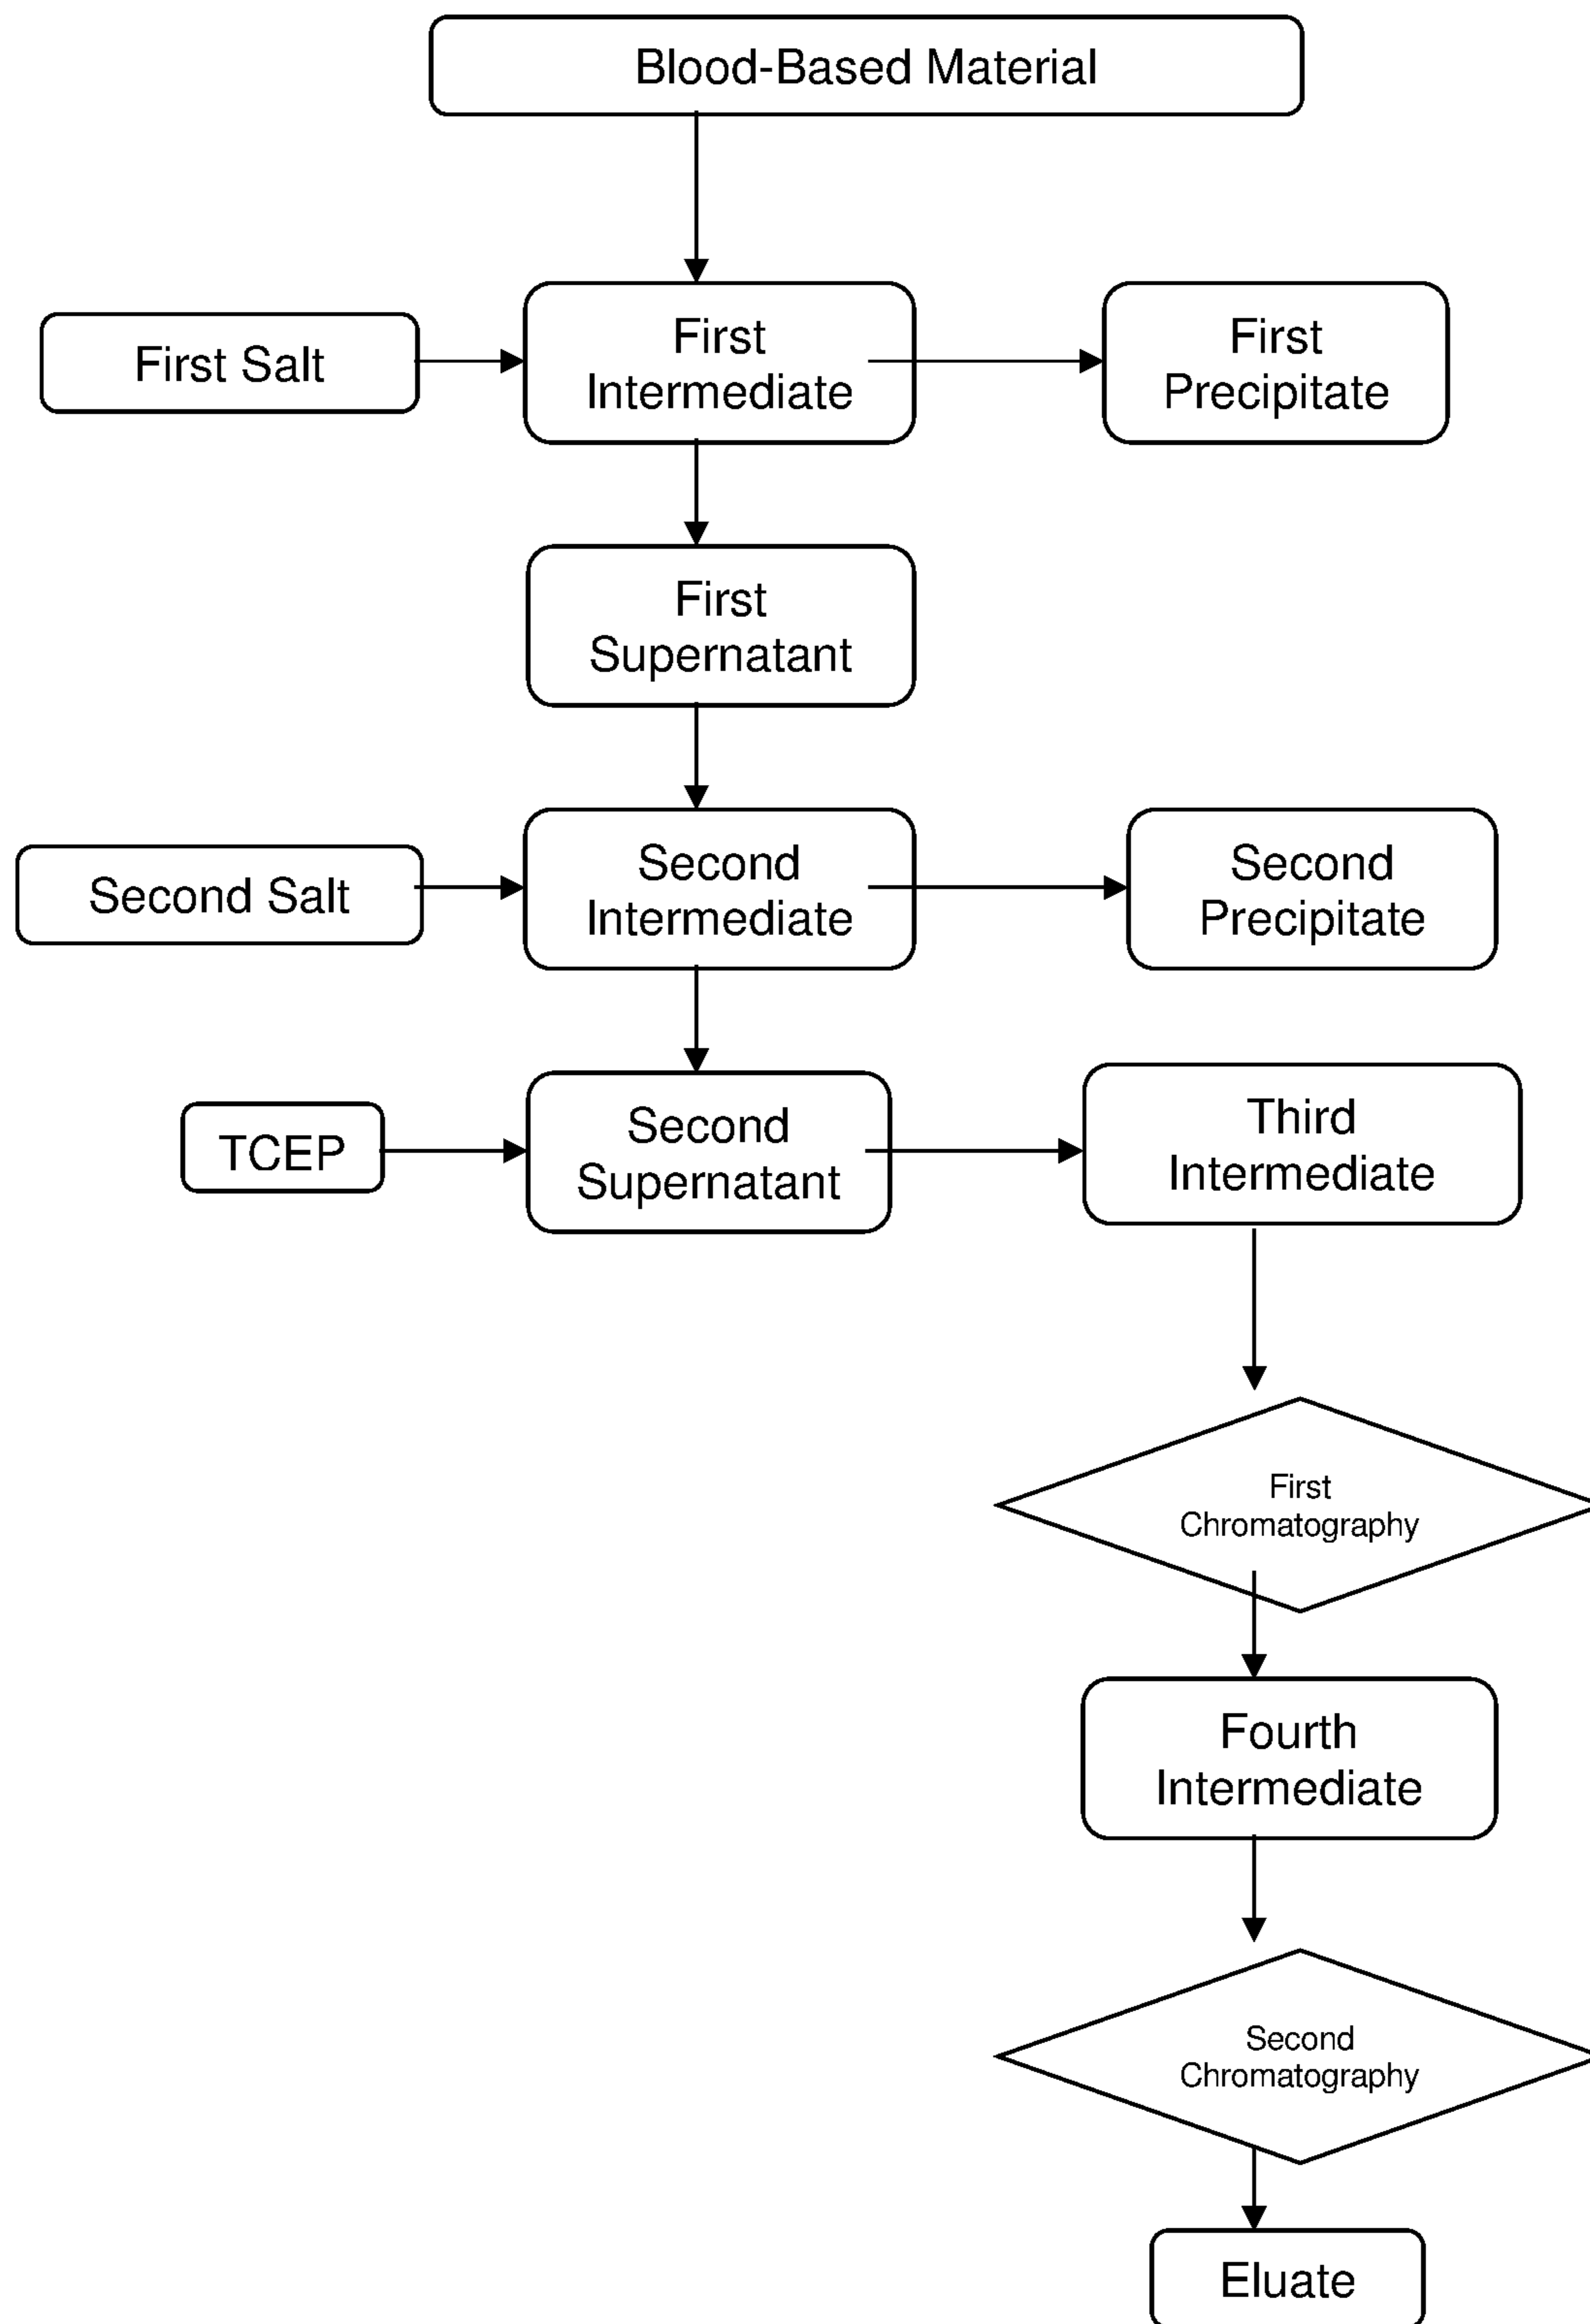 Blood-Based Material
First Salt
First
Intermediate
First
Precipitate
First
Supernatant
Second Salt
Second
Intermediate
Second
Precipitate
TCEP
Second
Supernatant
Third
Intermediate
First
Chromatography
Fourth
Intermediate
Second
Chromatography
Eluate